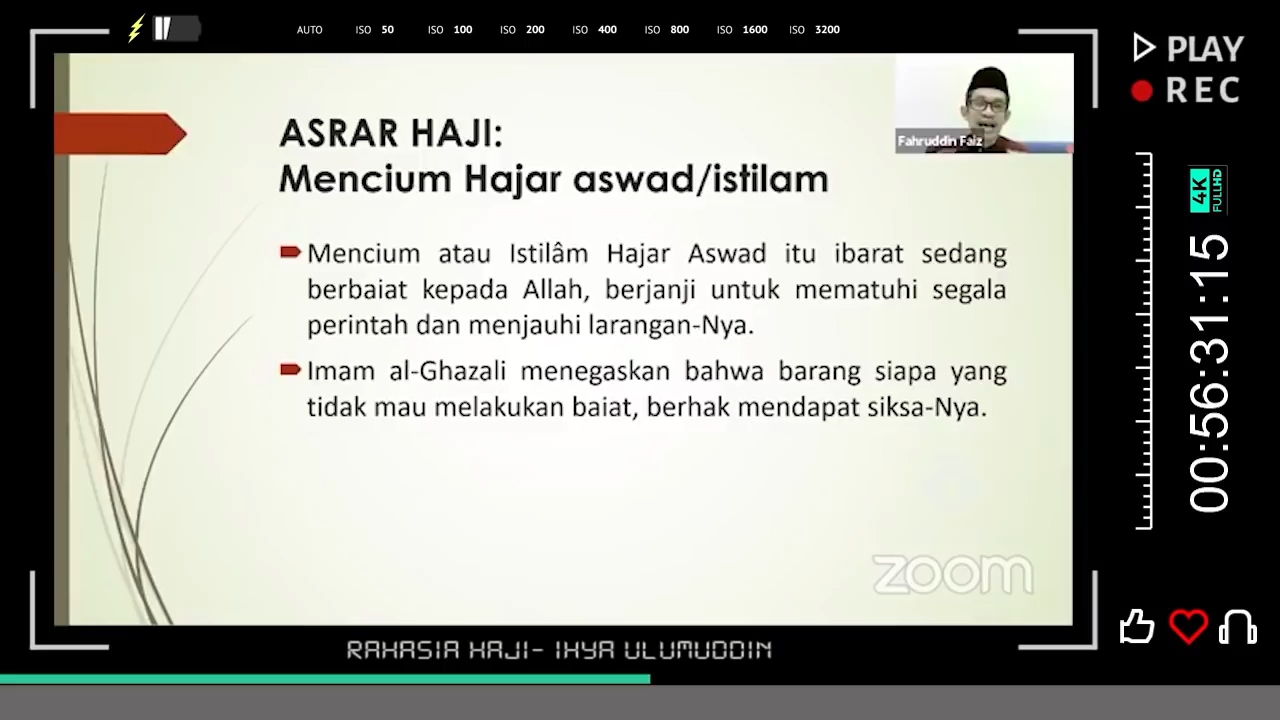 AUTO ISO 50 ISO 100 ISO 200 ISO 400 ISO 800 ISO 1600 ISO 3200
PLAY
REC
ASRAR HAJI:
Mencium Hajar aswad/istilam
Fahruddin Faiz
Mencium atau Istilâm Hajar Aswad itu ibarat sedang
berbaiat kepada Allah, berjanji untuk mematuhi segala
perintah dan menjauhi larangan-Nya.
Imam al-Ghazali menegaskan bahwa barang siapa yang
tidak mau melakukan baiat, berhak mendapat siksa-Nya.
zoom
4K
FULLHD
00:56:31:15
RAHASIA HAJI- IHYA ULUMUDDIN